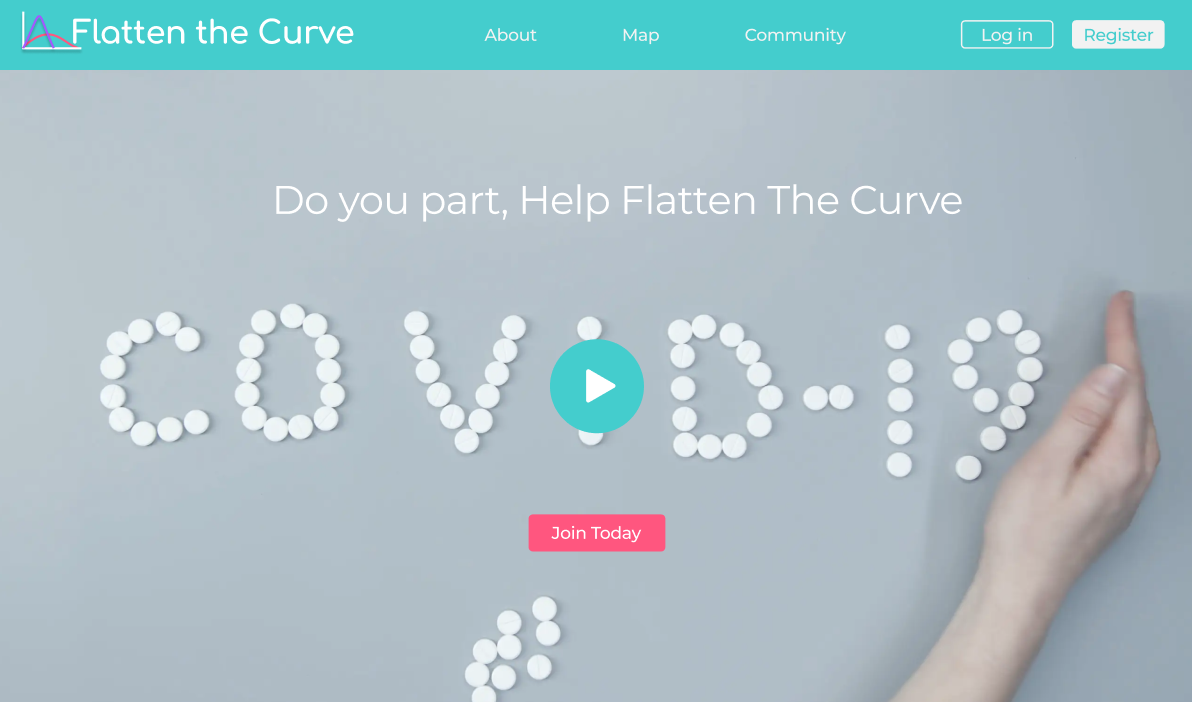 Flatten the Curve
About
Map
Community
Log in
Register
Do you part, Help Flatten The Curve
COVID-19
Join Today